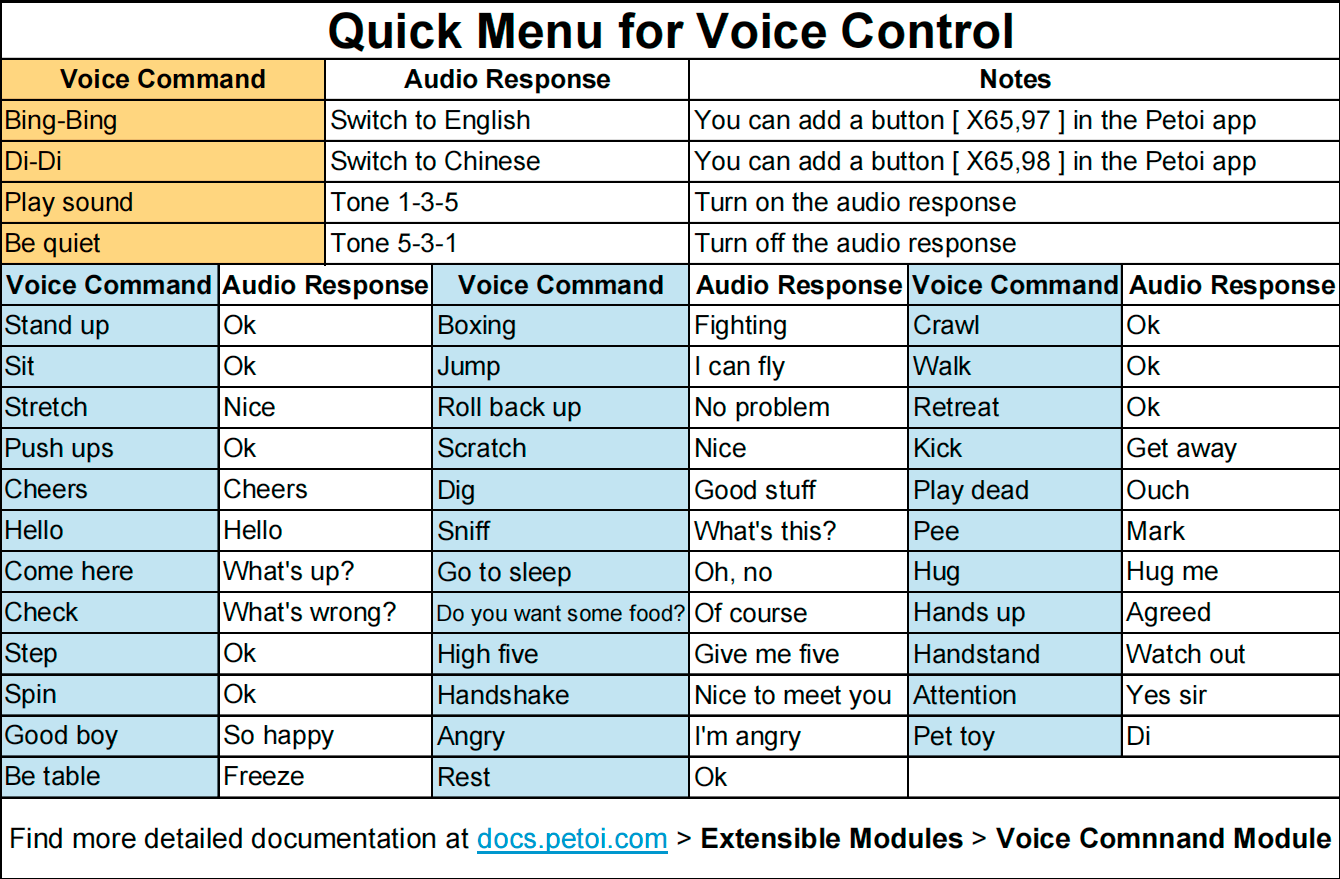 Quick Menu for Voice Control
Voice Command Audio Response Notes
Bing-Bing Switch to English You can add a button [ X65,97 ] in the Petoi app
Di-Di Switch to Chinese You can add a button [ X65,98 ] in the Petoi app
Play sound Tone 1-3-5 Turn on the audio response
Be quiet Tone 5-3-1 Turn off the audio response
Voice Command Audio Response Voice Command Audio Response Voice Command Audio Response
Stand up Ok Boxing Fighting Crawl Ok
Sit Ok Jump I can fly Walk Ok
Stretch Nice Roll back up No problem Retreat Ok
Push ups Ok Scratch Nice Kick Get away
Cheers Cheers Dig Good stuff Play dead Ouch
Hello Hello Sniff What's this? Pee Mark
Come here What's up? Go to sleep Oh, no Hug Hug me
Check What's wrong? Do you want some food? Of course Hands up Agreed
Step Ok High five Give me five Handstand Watch out
Spin Ok Handshake Nice to meet you Attention Yes sir
Good boy So happy Angry I'm angry Pet toy Di
Be table Freeze Rest Ok
Find more detailed documentation at docs.petoi.com > Extensible Modules > Voice Comnnand Module